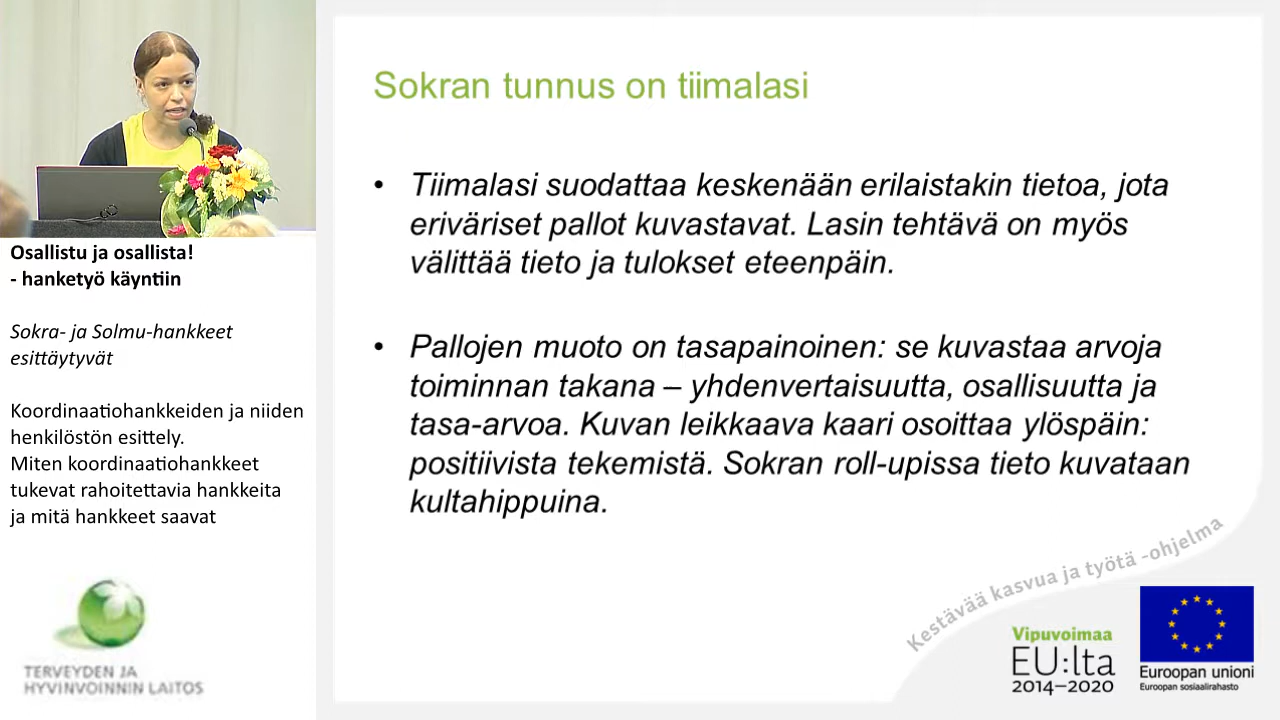 Osallistu ja osallista!
- hanketyö käyntiin
Sokra- ja Solmu-hankkeet
esittäytyvät
Koordinaatiohankkeiden ja niiden
henkilöstön esittely.
Miten koordinaatiohankkeet
tukevat rahoitettavia hankkeita
ja mitä hankkeet saavat
TERVEYDEN JA
HYVINVOINNIN LAITOS
Sokran tunnus on tiimalasi
• Tiimalasi suodattaa keskenään erilaistakin tietoa, jota
eriväriset pallot kuvastavat. Lasin tehtävä on myös
välittää tieto ja tulokset eteenpäin.
• Pallojen muoto on tasapainoinen: se kuvastaa arvoja
toiminnan takana – yhdenvertaisuutta, osallisuutta ja
tasa-arvoa. Kuvan leikkaava kaari osoittaa ylöspäin:
positiivista tekemistä. Sokran roll-upissa tieto kuvataan
kultahippuina.
Kestävää kasvua ja työtä -ohjelma
Vipuvoimaa
EU:lta
2014–2020
Euroopan unioni
Euroopan sosiaalirahasto